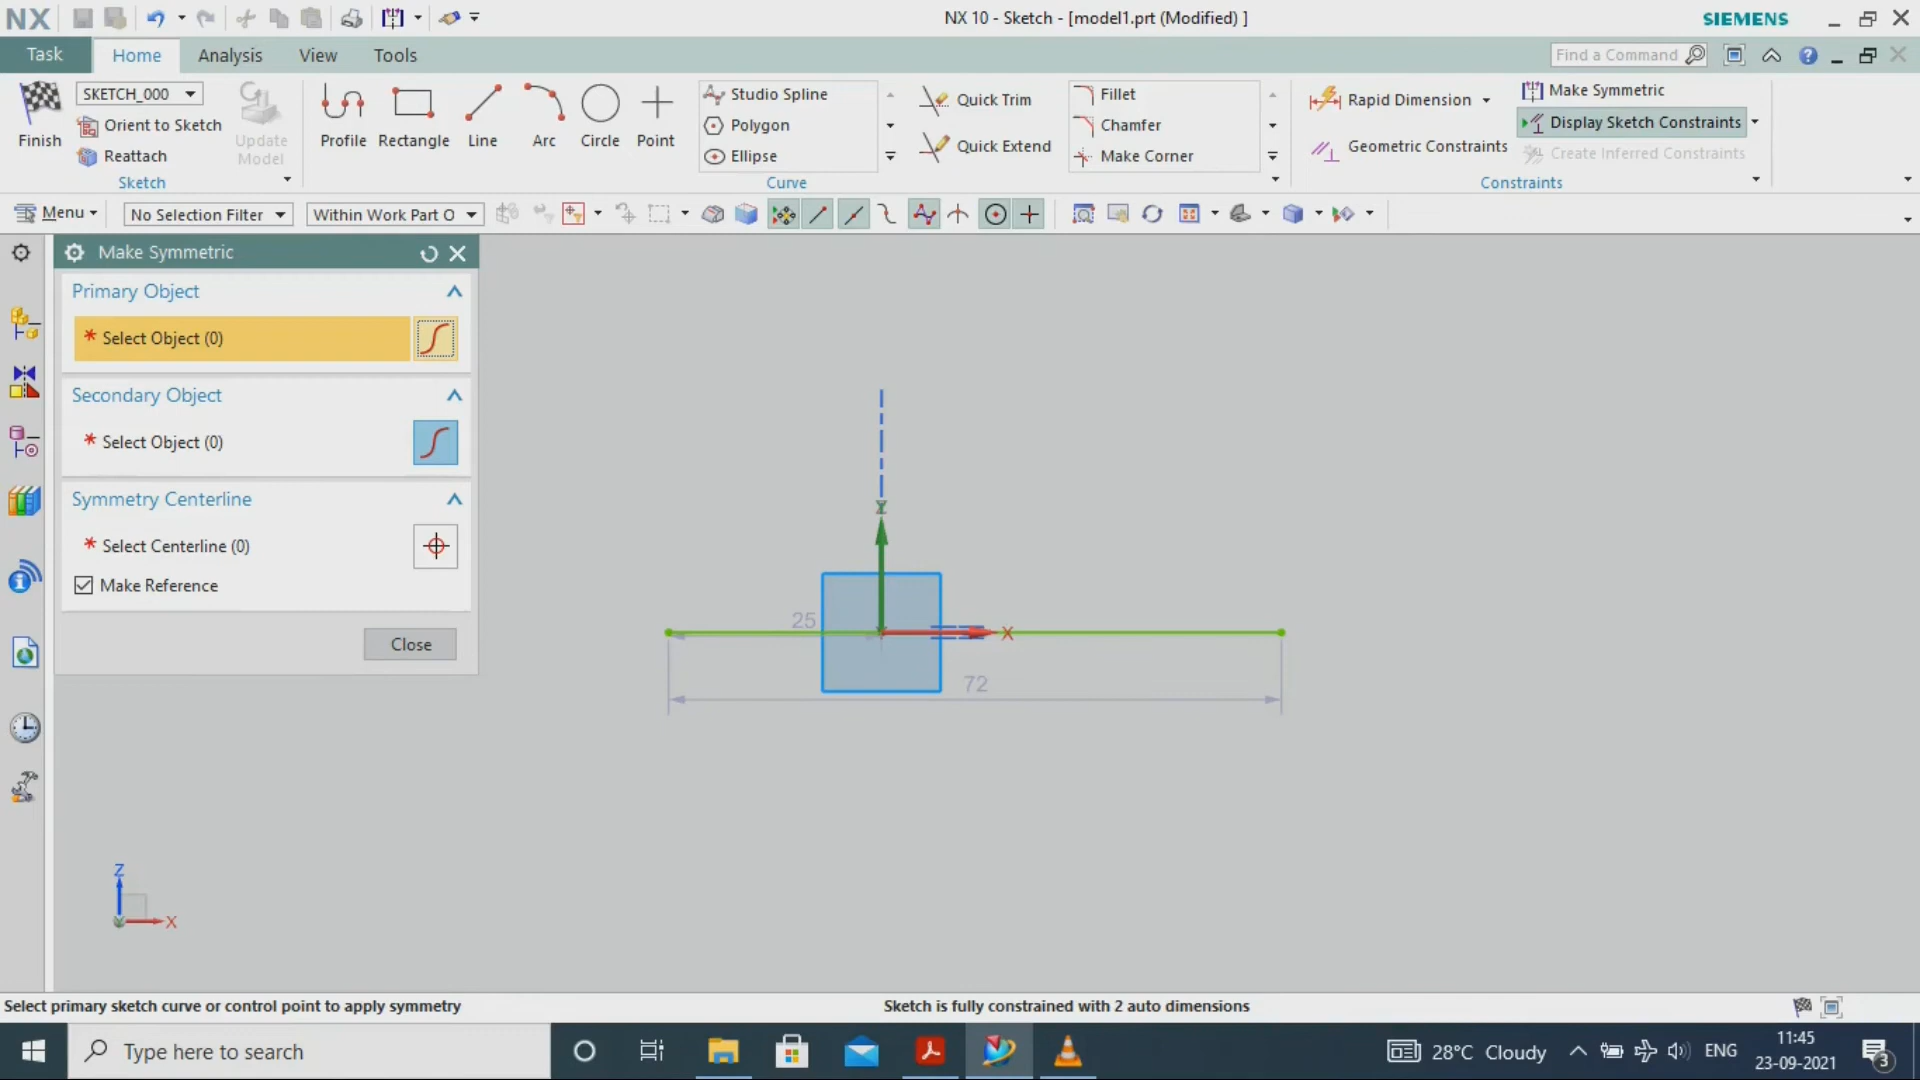 NX
NX 10 - Sketch - [model1.prt (Modified) ]
SIEMENS
Task
Home
Analysis
View
Tools
Find a Command
Finish
SKETCH_000
Orient to Sketch
Reattach
Update Model
Sketch
Profile
Rectangle
Line
Arc
Circle
Point
Studio Spline
Polygon
Ellipse
Quick Trim
Quick Extend
Fillet
Chamfer
Make Corner
Curve
Rapid Dimension
Geometric Constraints
Make Symmetric
Display Sketch Constraints
Create Inferred Constraints
Constraints
Menu
No Selection Filter
Within Work Part O
Make Symmetric
Primary Object
* Select Object (0)
Secondary Object
* Select Object (0)
Symmetry Centerline
* Select Centerline (0)
Make Reference
Close
25
X
72
Z
X
Select primary sketch curve or control point to apply symmetry
Sketch is fully constrained with 2 auto dimensions
Type here to search
28°C Cloudy
ENG
11:45
23-09-2021
3